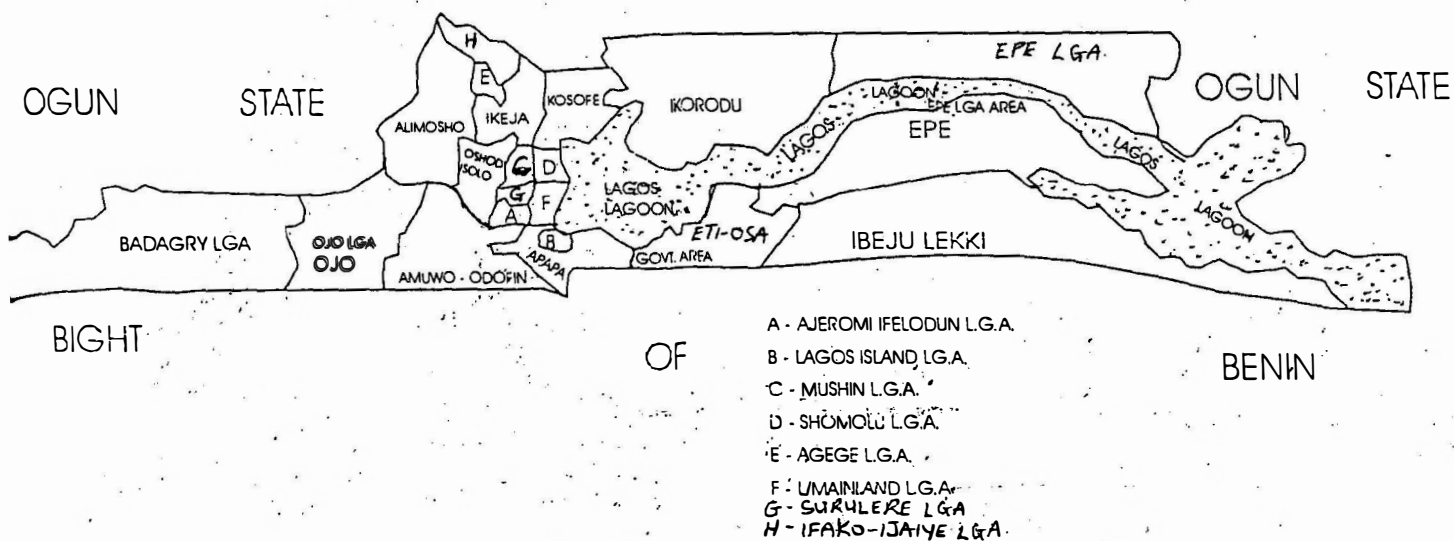 H
EPE LGA.
E
OGUN STATE
KOSOFE
IKORODU
LAGOON
OGUN STATE
EPE LGA AREA
ALIMOSHO
IKEJA
EPE
LAGOS
LAGOS
OSHODI
ISOLO
G
D
G
LAGOS
LAGOON
F
A
LAGOON
BADAGRY LGA
OJO LGA
OJO
ETI-OSA
IBEJU LEKKI
B
APAPA
GOVT. AREA
AMUWO - ODOFIN
BIGHT OF BENIN
A - AJEROMI IFELODUN L.G.A.
B - LAGOS ISLAND L.G.A.
C - MUSHIN L.G.A.
D - SHOMOLU L.G.A.
E - AGEGE L.G.A.
F - UMAINLAND L.G.A.
G - SURULERE LGA
H - IFAKO-IJAIYE LGA.